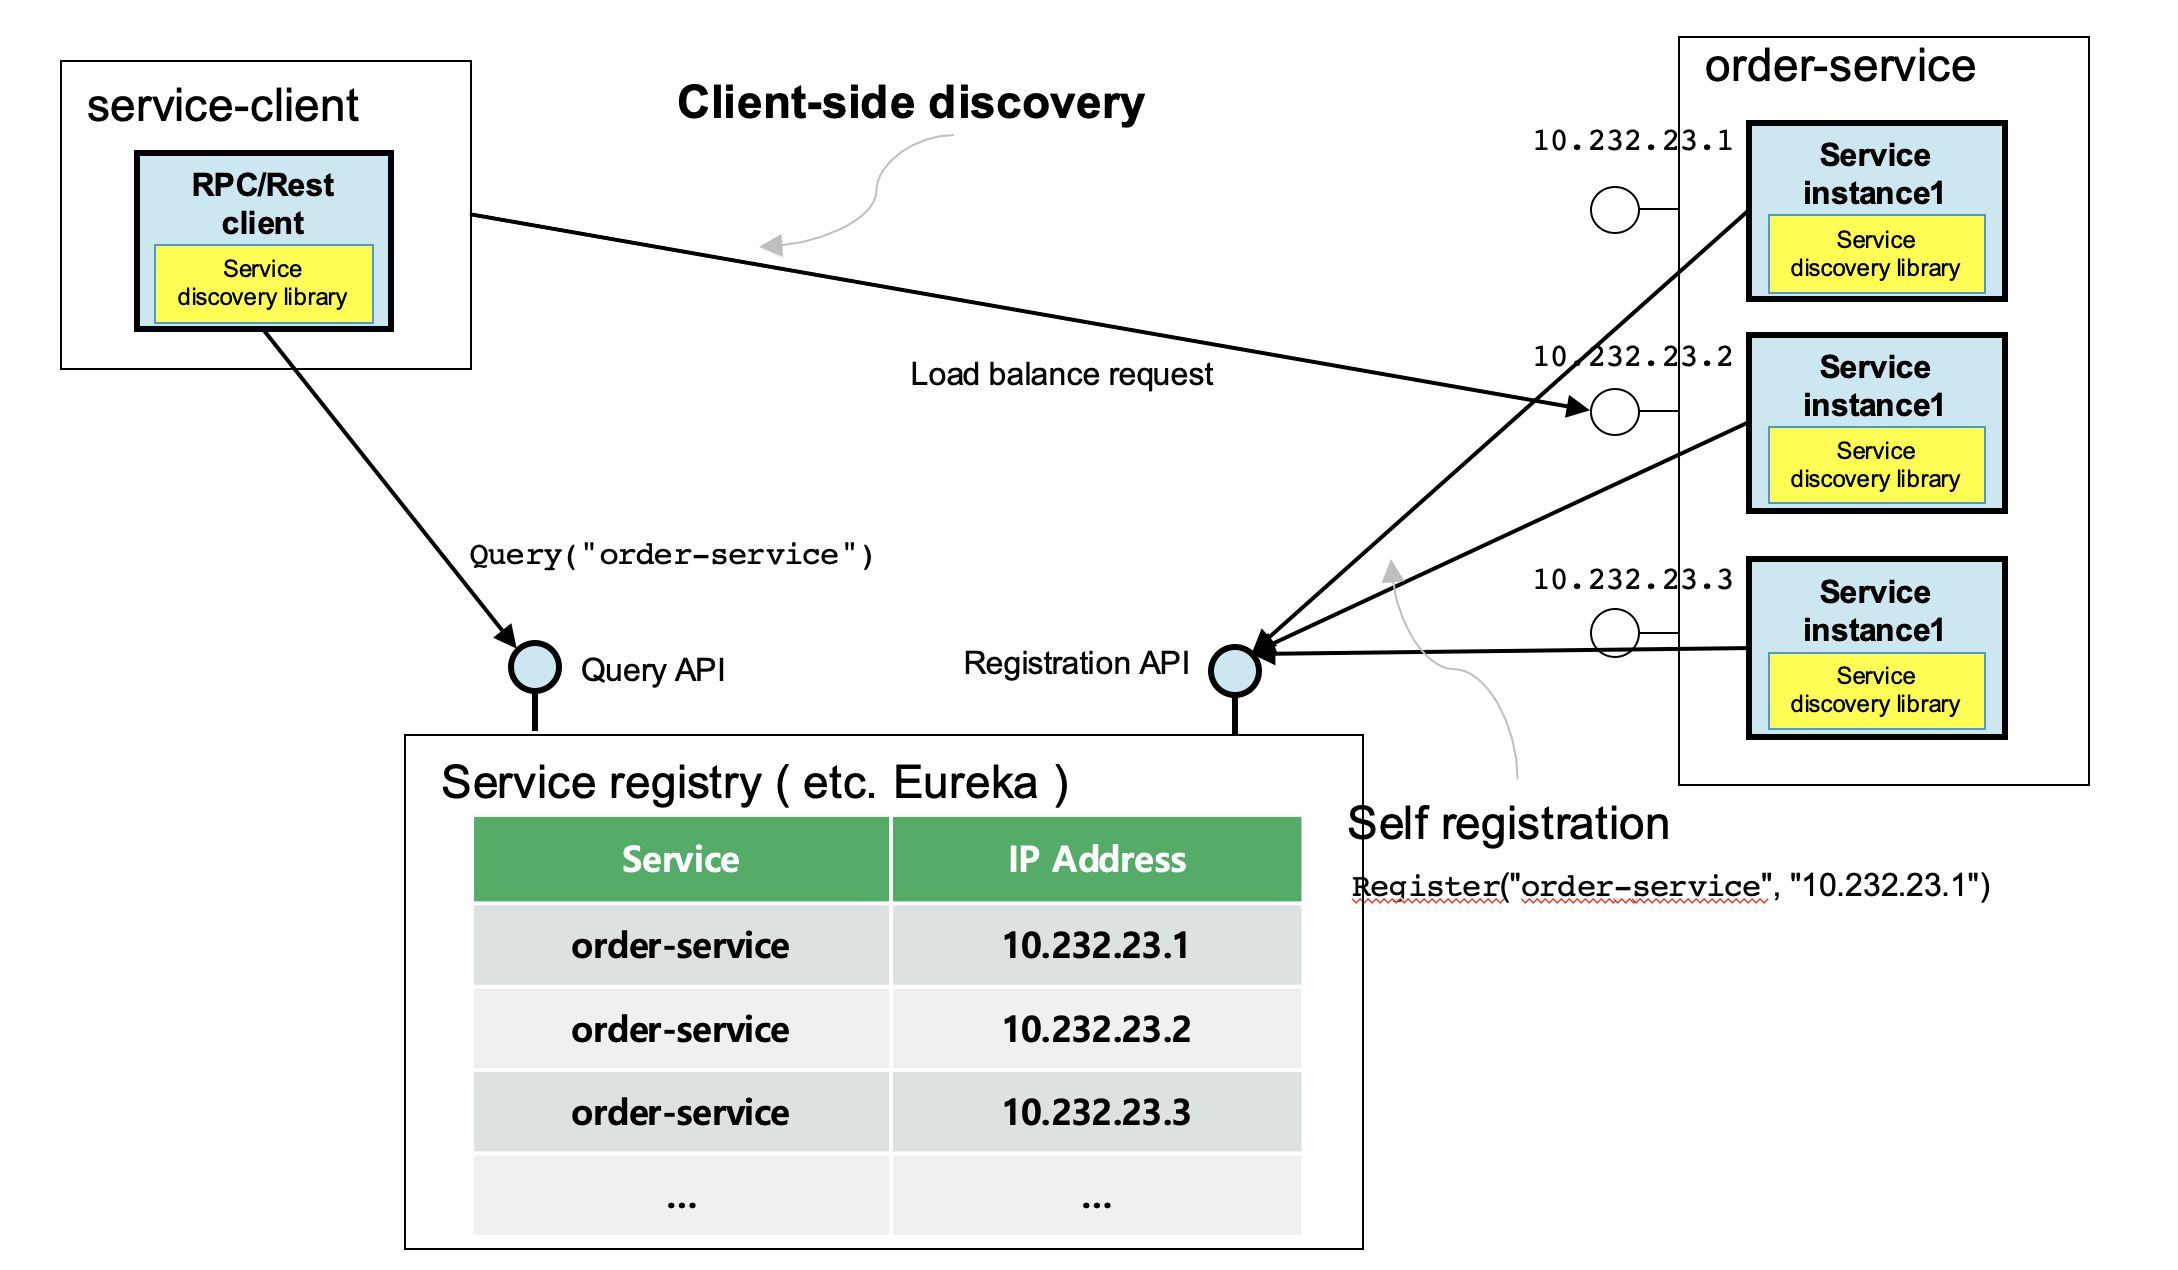 service-client
RPC/Rest
client
Service
discovery library
Client-side discovery
Load balance request
order-service
10.232.23.1
Service
instance1
Service
discovery library
10.232.23.2
Service
instance1
Service
discovery library
10.232.23.3
Service
instance1
Service
discovery library
Query("order-service")
Query API
Registration API
Service registry ( etc. Eureka )
Service IP Address
order-service 10.232.23.1
order-service 10.232.23.2
order-service 10.232.23.3
... ...
Self registration
Register("order-service", "10.232.23.1")